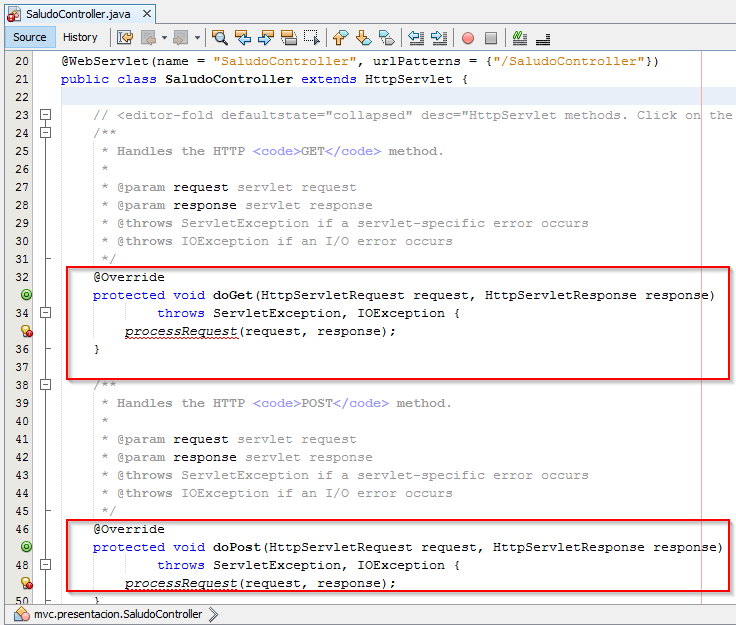 SaludoController.java
Source History
20 @WebServlet(name = "SaludoController", urlPatterns = {"/SaludoController"})
21 public class SaludoController extends HttpServlet {
22
23 // <editor-fold defaultstate="collapsed" desc="HttpServlet methods. Click on the
24 /**
25 * Handles the HTTP <code>GET</code> method.
26 *
27 * @param request servlet request
28 * @param response servlet response
29 * @throws ServletException if a servlet-specific error occurs
30 * @throws IOException if an I/O error occurs
31 */
32 @Override
protected void doGet(HttpServletRequest request, HttpServletResponse response)
34 throws ServletException, IOException {
processRequest(request, response);
36 }
37
38 /**
39 * Handles the HTTP <code>POST</code> method.
40 *
41 * @param request servlet request
42 * @param response servlet response
43 * @throws ServletException if a servlet-specific error occurs
44 * @throws IOException if an I/O error occurs
45 */
46 @Override
protected void doPost(HttpServletRequest request, HttpServletResponse response)
48 throws ServletException, IOException {
processRequest(request, response);
50 }
mvc.presentacion.SaludoController